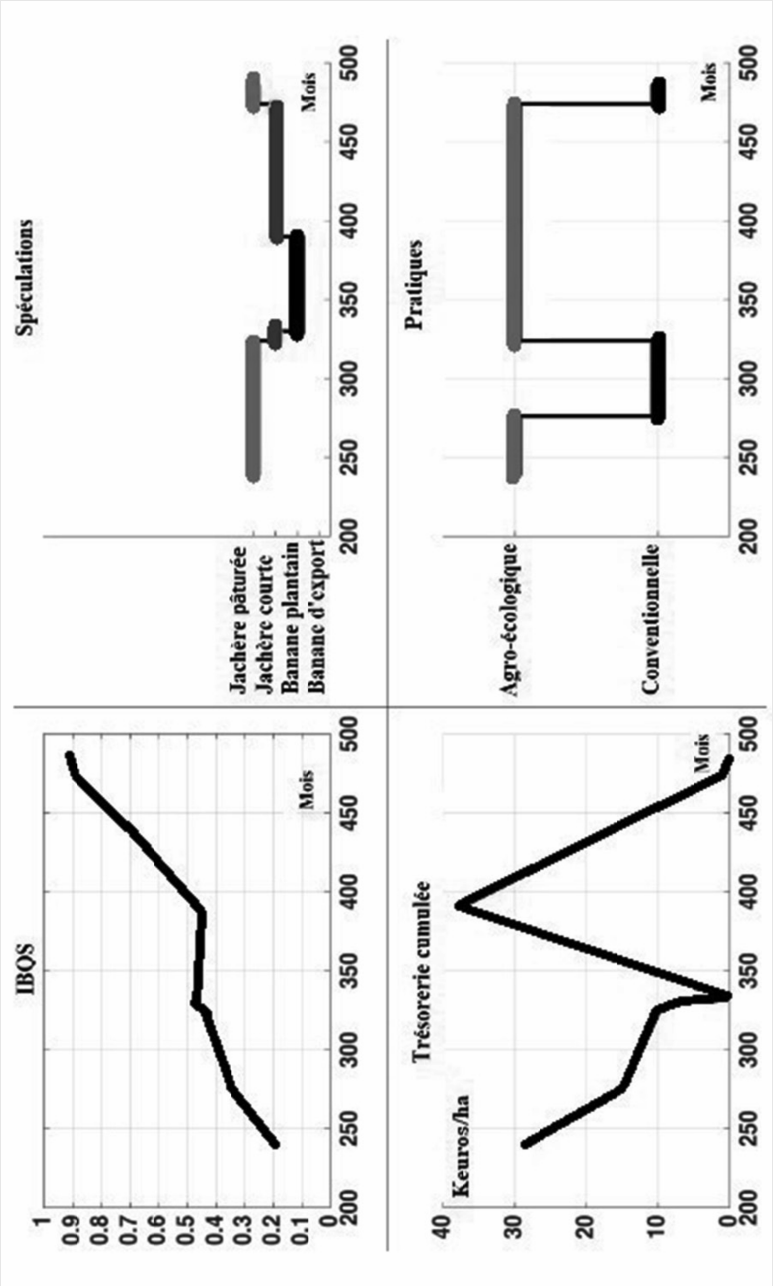 IBQS
1
0.9
0.8
0.7
0.6
0.5
0.4
0.3
0.2
0.1
0
Mois
200 250 300 350 400 450 500
Spéculations
Jachère pâturée
Jachère courte
Banane plantain
Banane d'export
Mois
200 250 300 350 400 450 500
Trésorerie cumulée
Keuros/ha
40
30
20
10
0
Mois
200 250 300 350 400 450 500
Pratiques
Agro-écologique
Conventionnelle
Mois
200 250 300 350 400 450 500